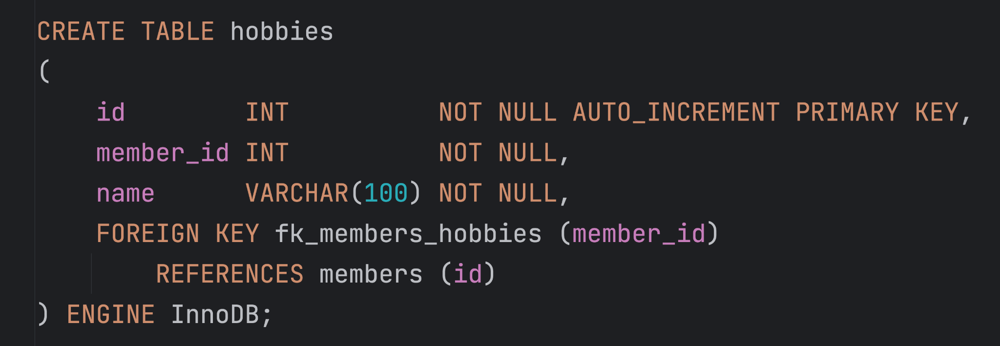 CREATE TABLE hobbies
(
    id        INT          NOT NULL AUTO_INCREMENT PRIMARY KEY,
    member_id INT          NOT NULL,
    name      VARCHAR(100) NOT NULL,
    FOREIGN KEY fk_members_hobbies (member_id)
        REFERENCES members (id)
) ENGINE InnoDB;